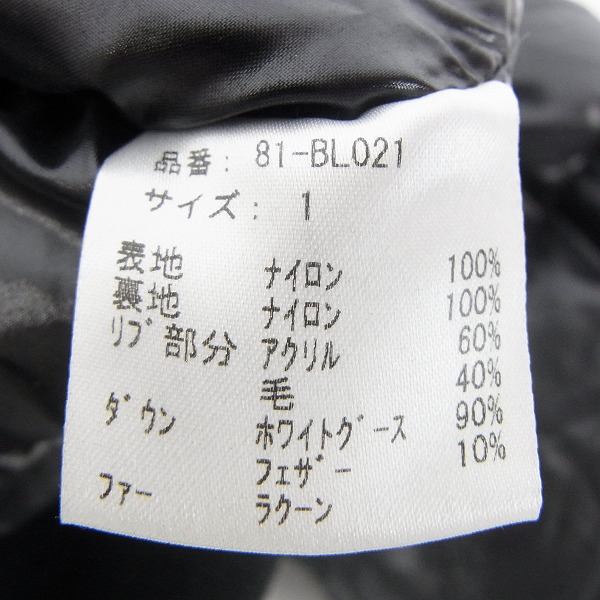 品番: 81-BL021
サイズ: 1
表地 ナイロン 100%
裏地 ナイロン 100%
リブ部分 アクリル 60%
毛 40%
ダウン ホワイトグース 90%
フェザー 10%
ファー ラクーン